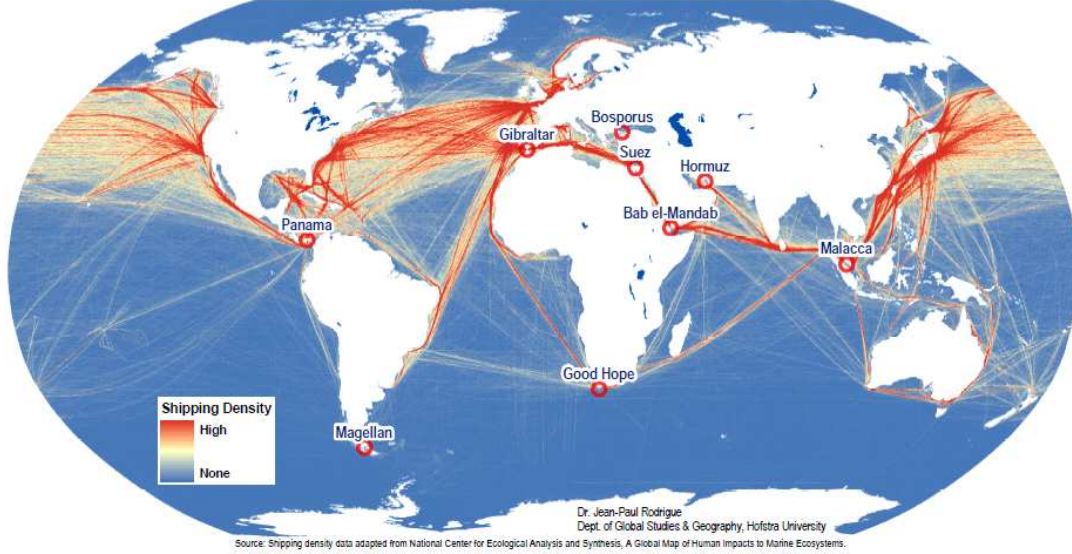 Bosporus
Gibraltar
Suez
Hormuz
Bab el-Mandab
Panama
Malacca
Good Hope
Magellan
Shipping Density
High
None
Dr. Jean-Paul Rodrigue
Dept. of Global Studies & Geography, Hofstra University
Source: Shipping density data adapted from National Center for Ecological Analysis and Synthesis, A Global Map of Human Impacts to Marine Ecosystems.